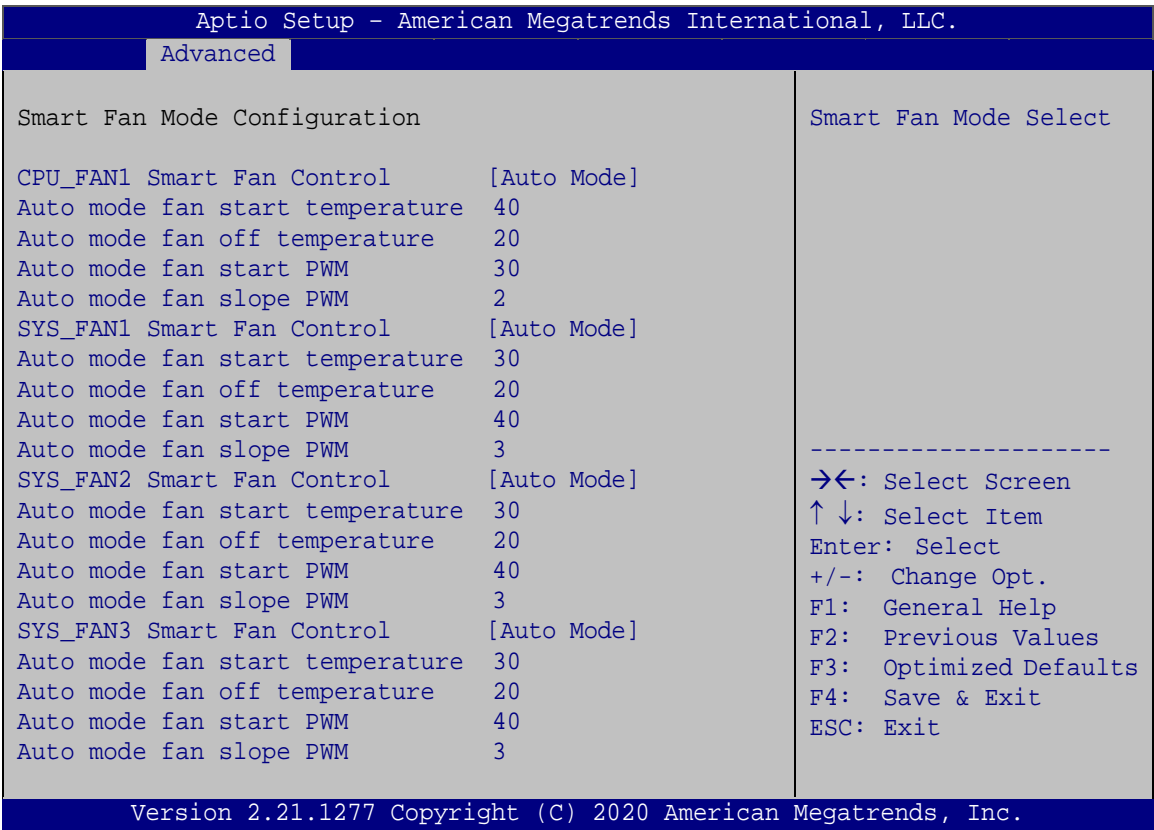 Aptio Setup – American Megatrends International, LLC.
Advanced
Smart Fan Mode Configuration
CPU_FAN1 Smart Fan Control [Auto Mode]
Auto mode fan start temperature 40
Auto mode fan off temperature 20
Auto mode fan start PWM 30
Auto mode fan slope PWM 2
SYS_FAN1 Smart Fan Control [Auto Mode]
Auto mode fan start temperature 30
Auto mode fan off temperature 20
Auto mode fan start PWM 40
Auto mode fan slope PWM 3
SYS_FAN2 Smart Fan Control [Auto Mode]
Auto mode fan start temperature 30
Auto mode fan off temperature 20
Auto mode fan start PWM 40
Auto mode fan slope PWM 3
SYS_FAN3 Smart Fan Control [Auto Mode]
Auto mode fan start temperature 30
Auto mode fan off temperature 20
Auto mode fan start PWM 40
Auto mode fan slope PWM 3
Smart Fan Mode Select
---------------------
→←: Select Screen
↑ ↓: Select Item
Enter: Select
+/-: Change Opt.
F1: General Help
F2: Previous Values
F3: Optimized Defaults
F4: Save & Exit
ESC: Exit
Version 2.21.1277 Copyright (C) 2020 American Megatrends, Inc.